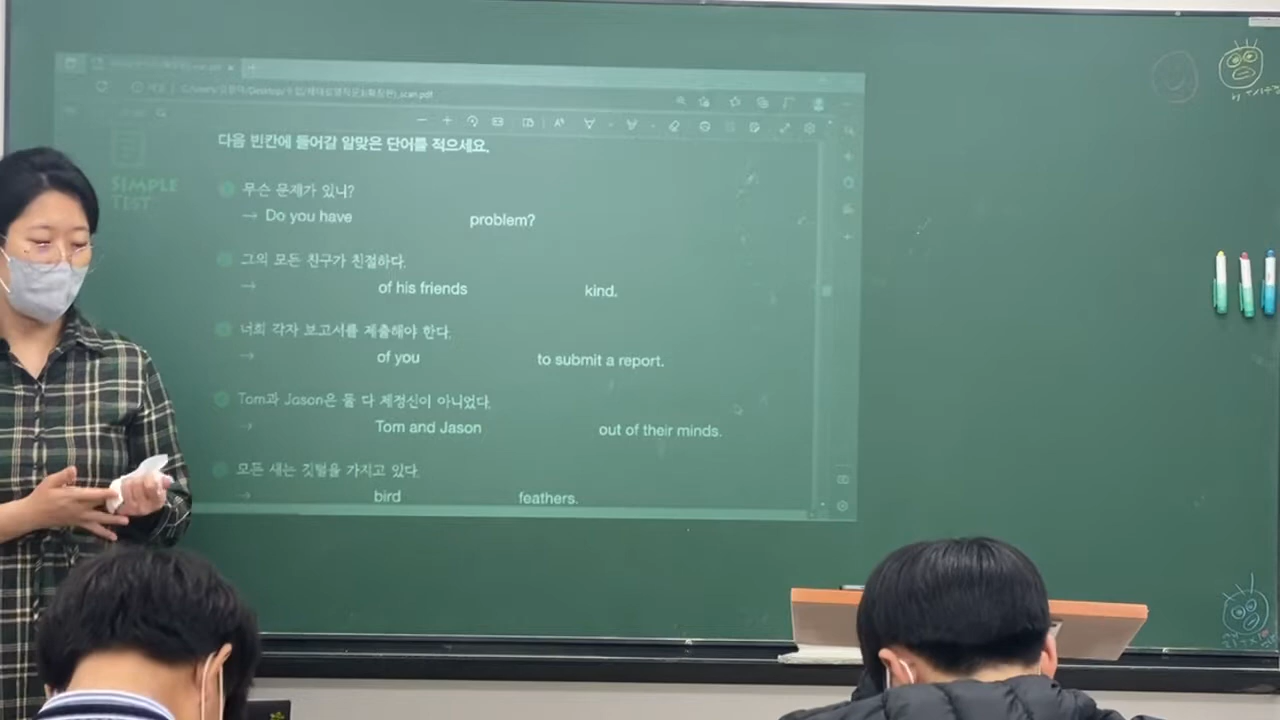 다음 빈칸에 들어갈 알맞은 단어를 적으세요.
SIMPLE
TEST
무슨 문제가 있니?
→ Do you have problem?
그의 모든 친구가 친절하다.
→ of his friends kind.
너희 각자 보고서를 제출해야 한다.
→ of you to submit a report.
Tom과 Jason은 둘 다 제정신이 아니었다.
→ Tom and Jason out of their minds.
모든 새는 깃털을 가지고 있다.
→ bird feathers.